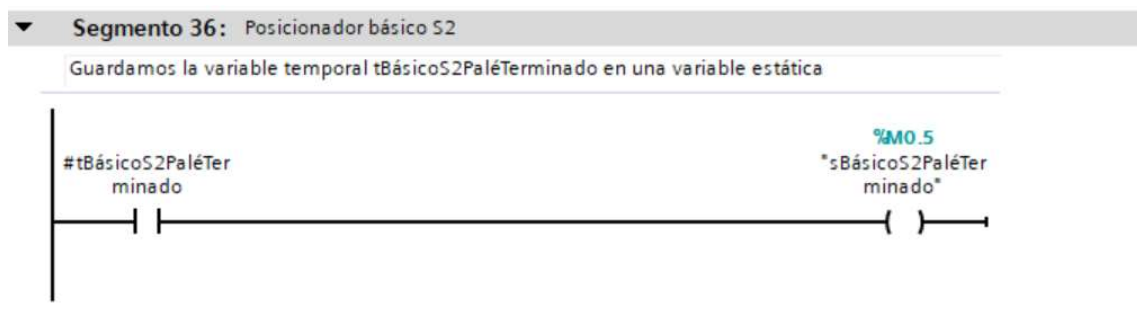 Segmento 36: Posicionador básico S2
Guardamos la variable temporal tBásicoS2PaléTerminado en una variable estática
%M0.5
#tBásicoS2PaléTer
minado
"sBásicoS2PaléTer
minado"